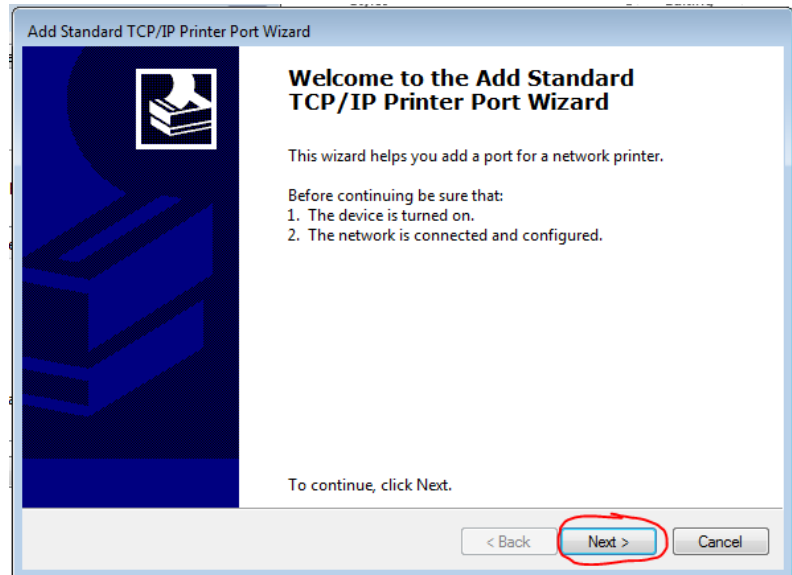 Add Standard TCP/IP Printer Port Wizard
Welcome to the Add Standard
TCP/IP Printer Port Wizard
This wizard helps you add a port for a network printer.
Before continuing be sure that:
1. The device is turned on.
2. The network is connected and configured.
To continue, click Next.
< Back Next > Cancel